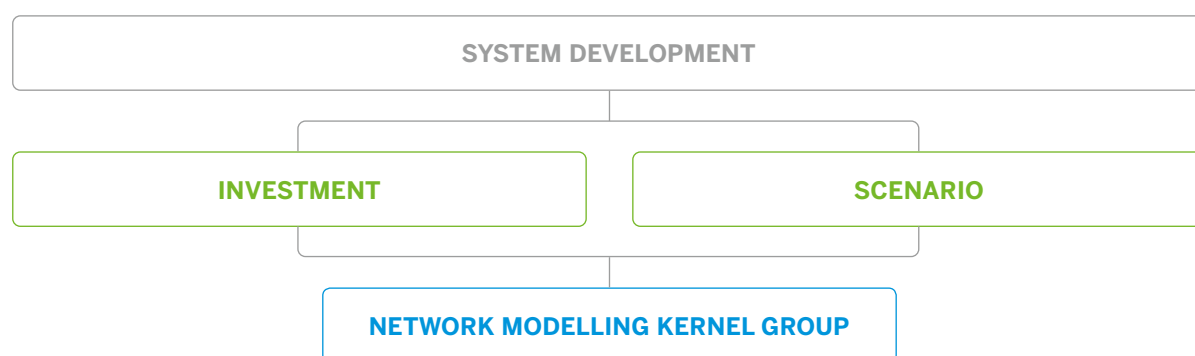 SYSTEM DEVELOPMENT
INVESTMENT
SCENARIO
NETWORK MODELLING KERNEL GROUP